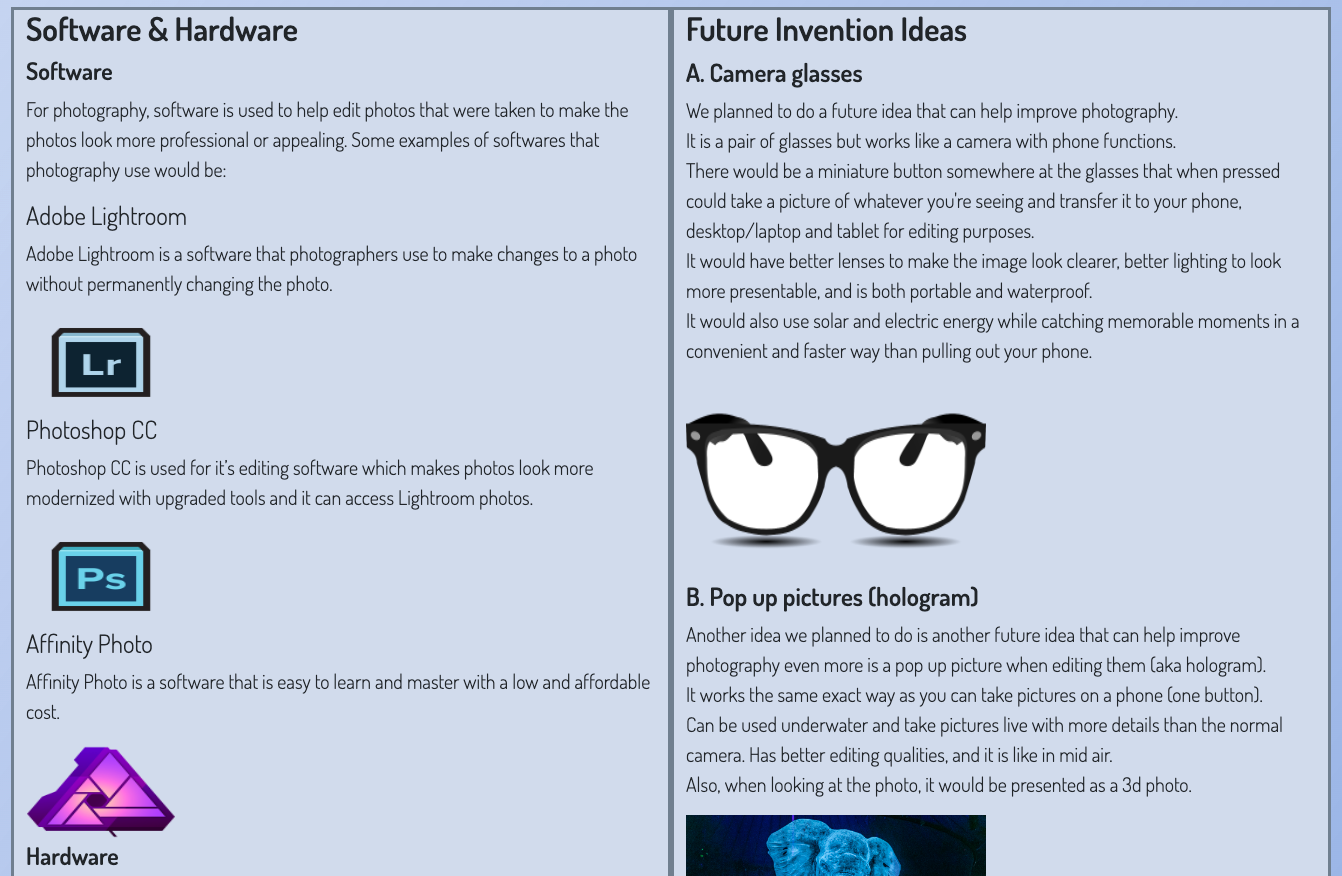 Software & Hardware
Software
For photography, software is used to help edit photos that were taken to make the
photos look more professional or appealing. Some examples of softwares that
photography use would be:
Adobe Lightroom
Adobe Lightroom is a software that photographers use to make changes to a photo
without permanently changing the photo.
Lr
Photoshop CC
Photoshop CC is used for it's editing software which makes photos look more
modernized with upgraded tools and it can access Lightroom photos.
Ps
Affinity Photo
Affinity Photo is a software that is easy to learn and master with a low and affordable
cost.
Hardware
Future Invention Ideas
A. Camera glasses
We planned to do a future idea that can help improve photography.
It is a pair of glasses but works like a camera with phone functions.
There would be a miniature button somewhere at the glasses that when pressed
could take a picture of whatever you're seeing and transfer it to your phone,
desktop/laptop and tablet for editing purposes.
It would have better lenses to make the image look clearer, better lighting to look
more presentable, and is both portable and waterproof.
It would also use solar and electric energy while catching memorable moments in a
convenient and faster way than pulling out your phone.
B. Pop up pictures (hologram)
Another idea we planned to do is another future idea that can help improve
photography even more is a pop up picture when editing them (aka hologram).
It works the same exact way as you can take pictures on a phone (one button).
Can be used underwater and take pictures live with more details than the normal
camera. Has better editing qualities, and it is like in mid air.
Also, when looking at the photo, it would be presented as a 3d photo.